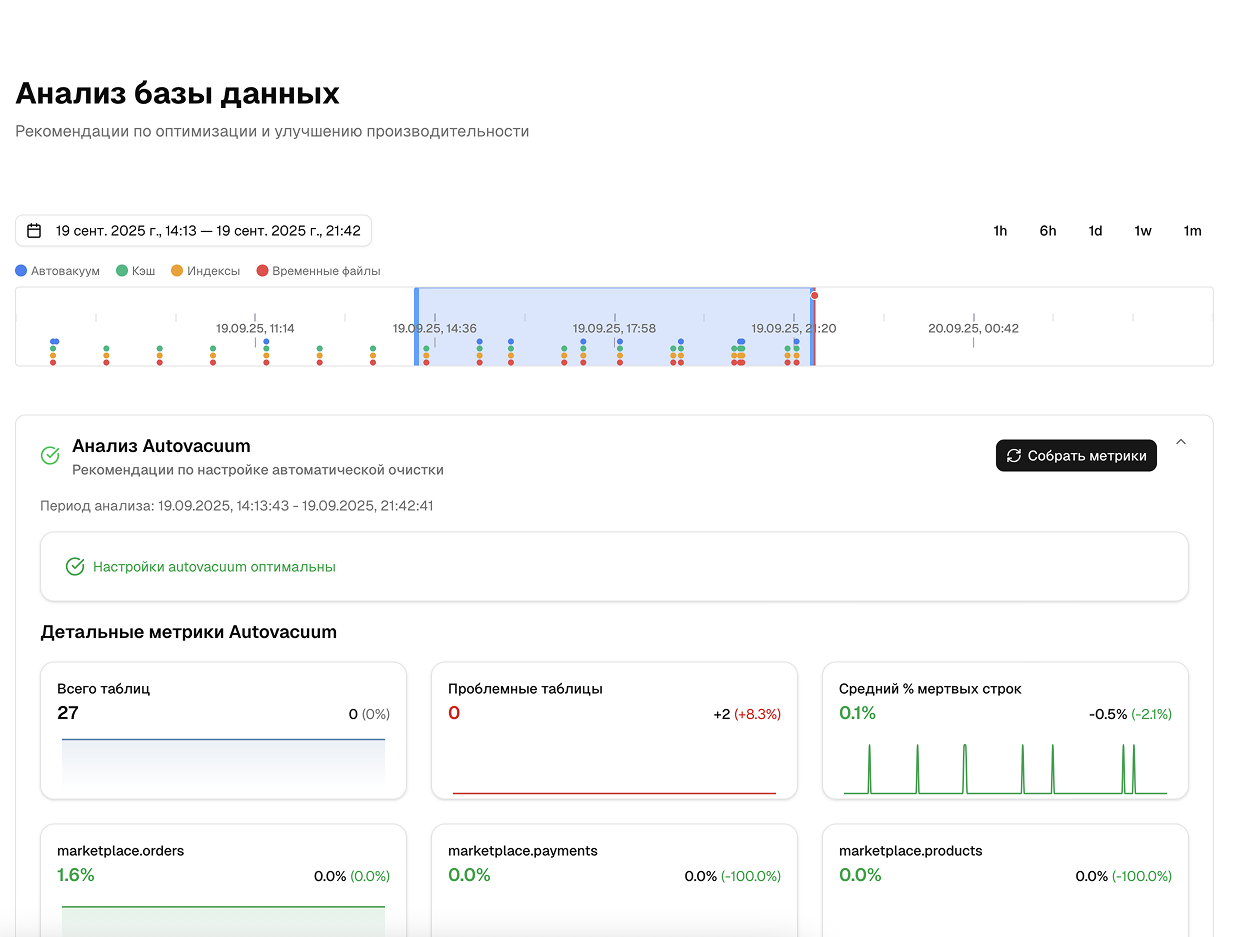 Анализ базы данных
Рекомендации по оптимизации и улучшению производительности
19 сент. 2025 г., 14:13 — 19 сент. 2025 г., 21:42
1h 6h 1d 1w 1m
Автовакуум Кэш Индексы Временные файлы
19.09.25, 11:14 19.09.25, 14:36 19.09.25, 17:58 19.09.25, 21:20 20.09.25, 00:42
Анализ Autovacuum
Рекомендации по настройке автоматической очистки
Собрать метрики
Период анализа: 19.09.2025, 14:13:43 - 19.09.2025, 21:42:41
Настройки autovacuum оптимальны
Детальные метрики Autovacuum
Всего таблиц
27 0 (0%)
Проблемные таблицы
0 +2 (+8.3%)
Средний % мертвых строк
0.1% -0.5% (-2.1%)
marketplace.orders
1.6% 0.0% (0.0%)
marketplace.payments
0.0% 0.0% (-100.0%)
marketplace.products
0.0% 0.0% (-100.0%)